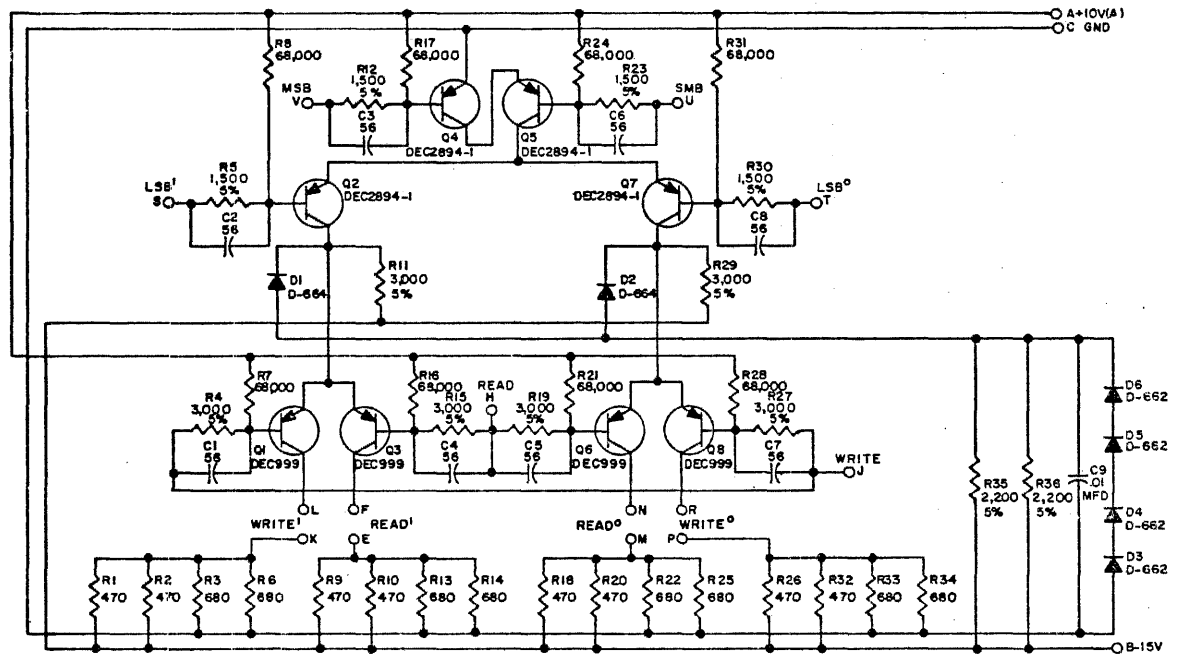 A+10V(A)
C GND
R8
68,000
R17
68,000
R24
68,000
R31
68,000
R12
1,500
5%
R23
1,500
5%
MSB
V
C3
56
SMB
U
C6
56
Q4
DEC2894-1
Q5
DEC2894-1
R5
1,500
5%
LSB¹
S
C2
56
Q2
DEC2894-1
Q7
DEC2894-1
R30
1,500
5%
LSB⁰
T
C8
56
D1
D-664
R11
3,000
5%
D2
D-664
R29
3,000
5%
R7
68,000
R16
68,000
READ
H
R21
68,000
R28
68,000
R4
3,000
5%
R15
3,000
5%
R19
3,000
5%
R27
3,000
5%
C1
56
Q1
DEC999
Q3
DEC999
C4
56
C5
56
Q6
DEC999
Q8
DEC999
C7
56
WRITE
J
D6
D-662
D5
D-662
R35
2,200
5%
R36
2,200
5%
C9
.01
MFD
D4
D-662
D3
D-662
L
F
N
R
WRITE¹
K
READ¹
E
READ⁰
M
WRITE⁰
P
R1
470
R2
470
R3
680
R6
680
R9
470
R10
470
R13
680
R14
680
R18
470
R20
470
R22
680
R25
680
R26
470
R32
470
R33
680
R34
680
B-15V